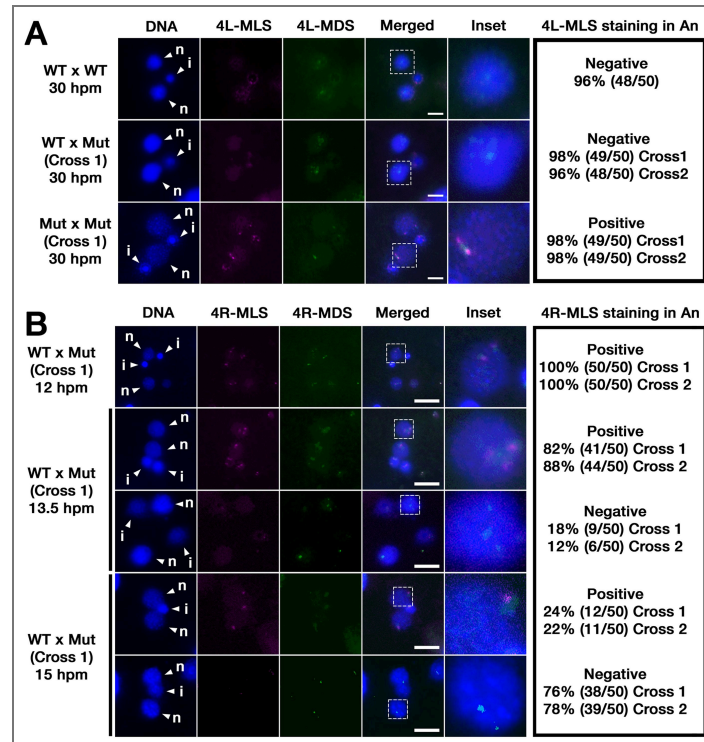 A
DNA 4L-MLS 4L-MDS Merged Inset 4L-MLS staining in An
WT x WT
30 hpm
n
i
n
Negative
96% (48/50)
WT x Mut
(Cross 1)
30 hpm
n
i
n
Negative
98% (49/50) Cross1
96% (48/50) Cross2
Mut x Mut
(Cross 1)
30 hpm
n
i
i
n
Positive
98% (49/50) Cross1
98% (49/50) Cross2
B
DNA 4R-MLS 4R-MDS Merged Inset 4R-MLS staining in An
WT x Mut
(Cross 1)
12 hpm
n
i
i
n
Positive
100% (50/50) Cross 1
100% (50/50) Cross 2
WT x Mut
(Cross 1)
13.5 hpm
n
n
i
i
Positive
82% (41/50) Cross 1
88% (44/50) Cross 2
n
i
i
n
Negative
18% (9/50) Cross 1
12% (6/50) Cross 2
WT x Mut
(Cross 1)
15 hpm
n
i
n
Positive
24% (12/50) Cross 1
22% (11/50) Cross 2
n
i
n
Negative
76% (38/50) Cross 1
78% (39/50) Cross 2